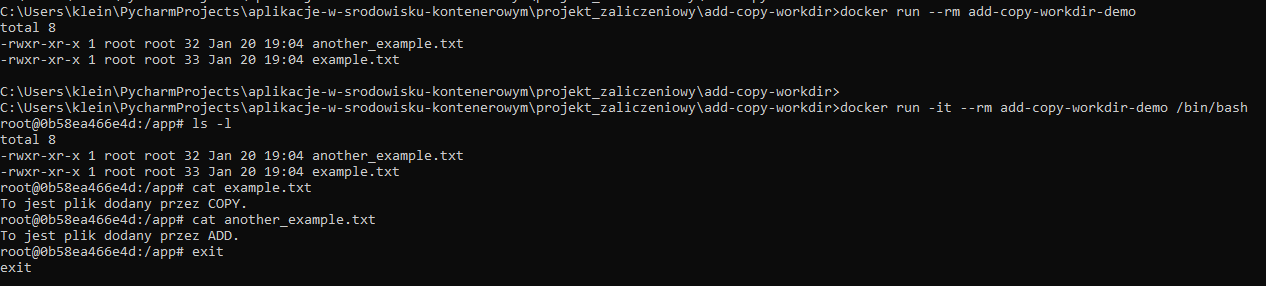 C:\Users\klein\PycharmProjects\aplikacje-w-srodowisku-kontenerowym\projekt_zaliczeniowy\add-copy-workdir>docker run --rm add-copy-workdir-demo
total 8
-rwxr-xr-x 1 root root 32 Jan 20 19:04 another_example.txt
-rwxr-xr-x 1 root root 33 Jan 20 19:04 example.txt
C:\Users\klein\PycharmProjects\aplikacje-w-srodowisku-kontenerowym\projekt_zaliczeniowy\add-copy-workdir>
C:\Users\klein\PycharmProjects\aplikacje-w-srodowisku-kontenerowym\projekt_zaliczeniowy\add-copy-workdir>docker run -it --rm add-copy-workdir-demo /bin/bash
root@0b58ea466e4d:/app# ls -l
total 8
-rwxr-xr-x 1 root root 32 Jan 20 19:04 another_example.txt
-rwxr-xr-x 1 root root 33 Jan 20 19:04 example.txt
root@0b58ea466e4d:/app# cat example.txt
To jest plik dodany przez COPY.
root@0b58ea466e4d:/app# cat another_example.txt
To jest plik dodany przez ADD.
root@0b58ea466e4d:/app# exit
exit